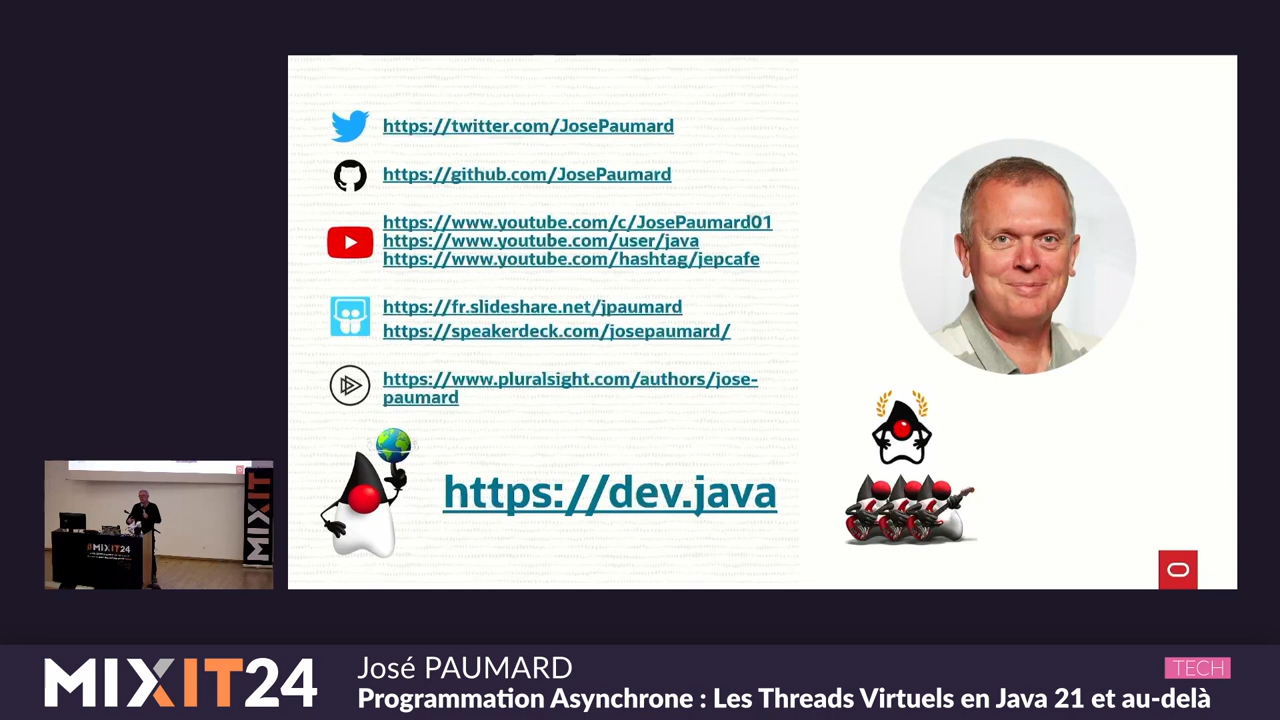 https://twitter.com/JosePaumard
https://github.com/JosePaumard
https://www.youtube.com/c/JosePaumard01
https://www.youtube.com/user/java
https://www.youtube.com/hashtag/jepcafe
https://fr.slideshare.net/jpaumard
https://speakerdeck.com/josepaumard/
https://www.pluralsight.com/authors/jose-
paumard
https://dev.java
MIXIT
#MIXIT24
MIXIT24
José PAUMARD
TECH
Programmation Asynchrone : Les Threads Virtuels en Java 21 et au-delà